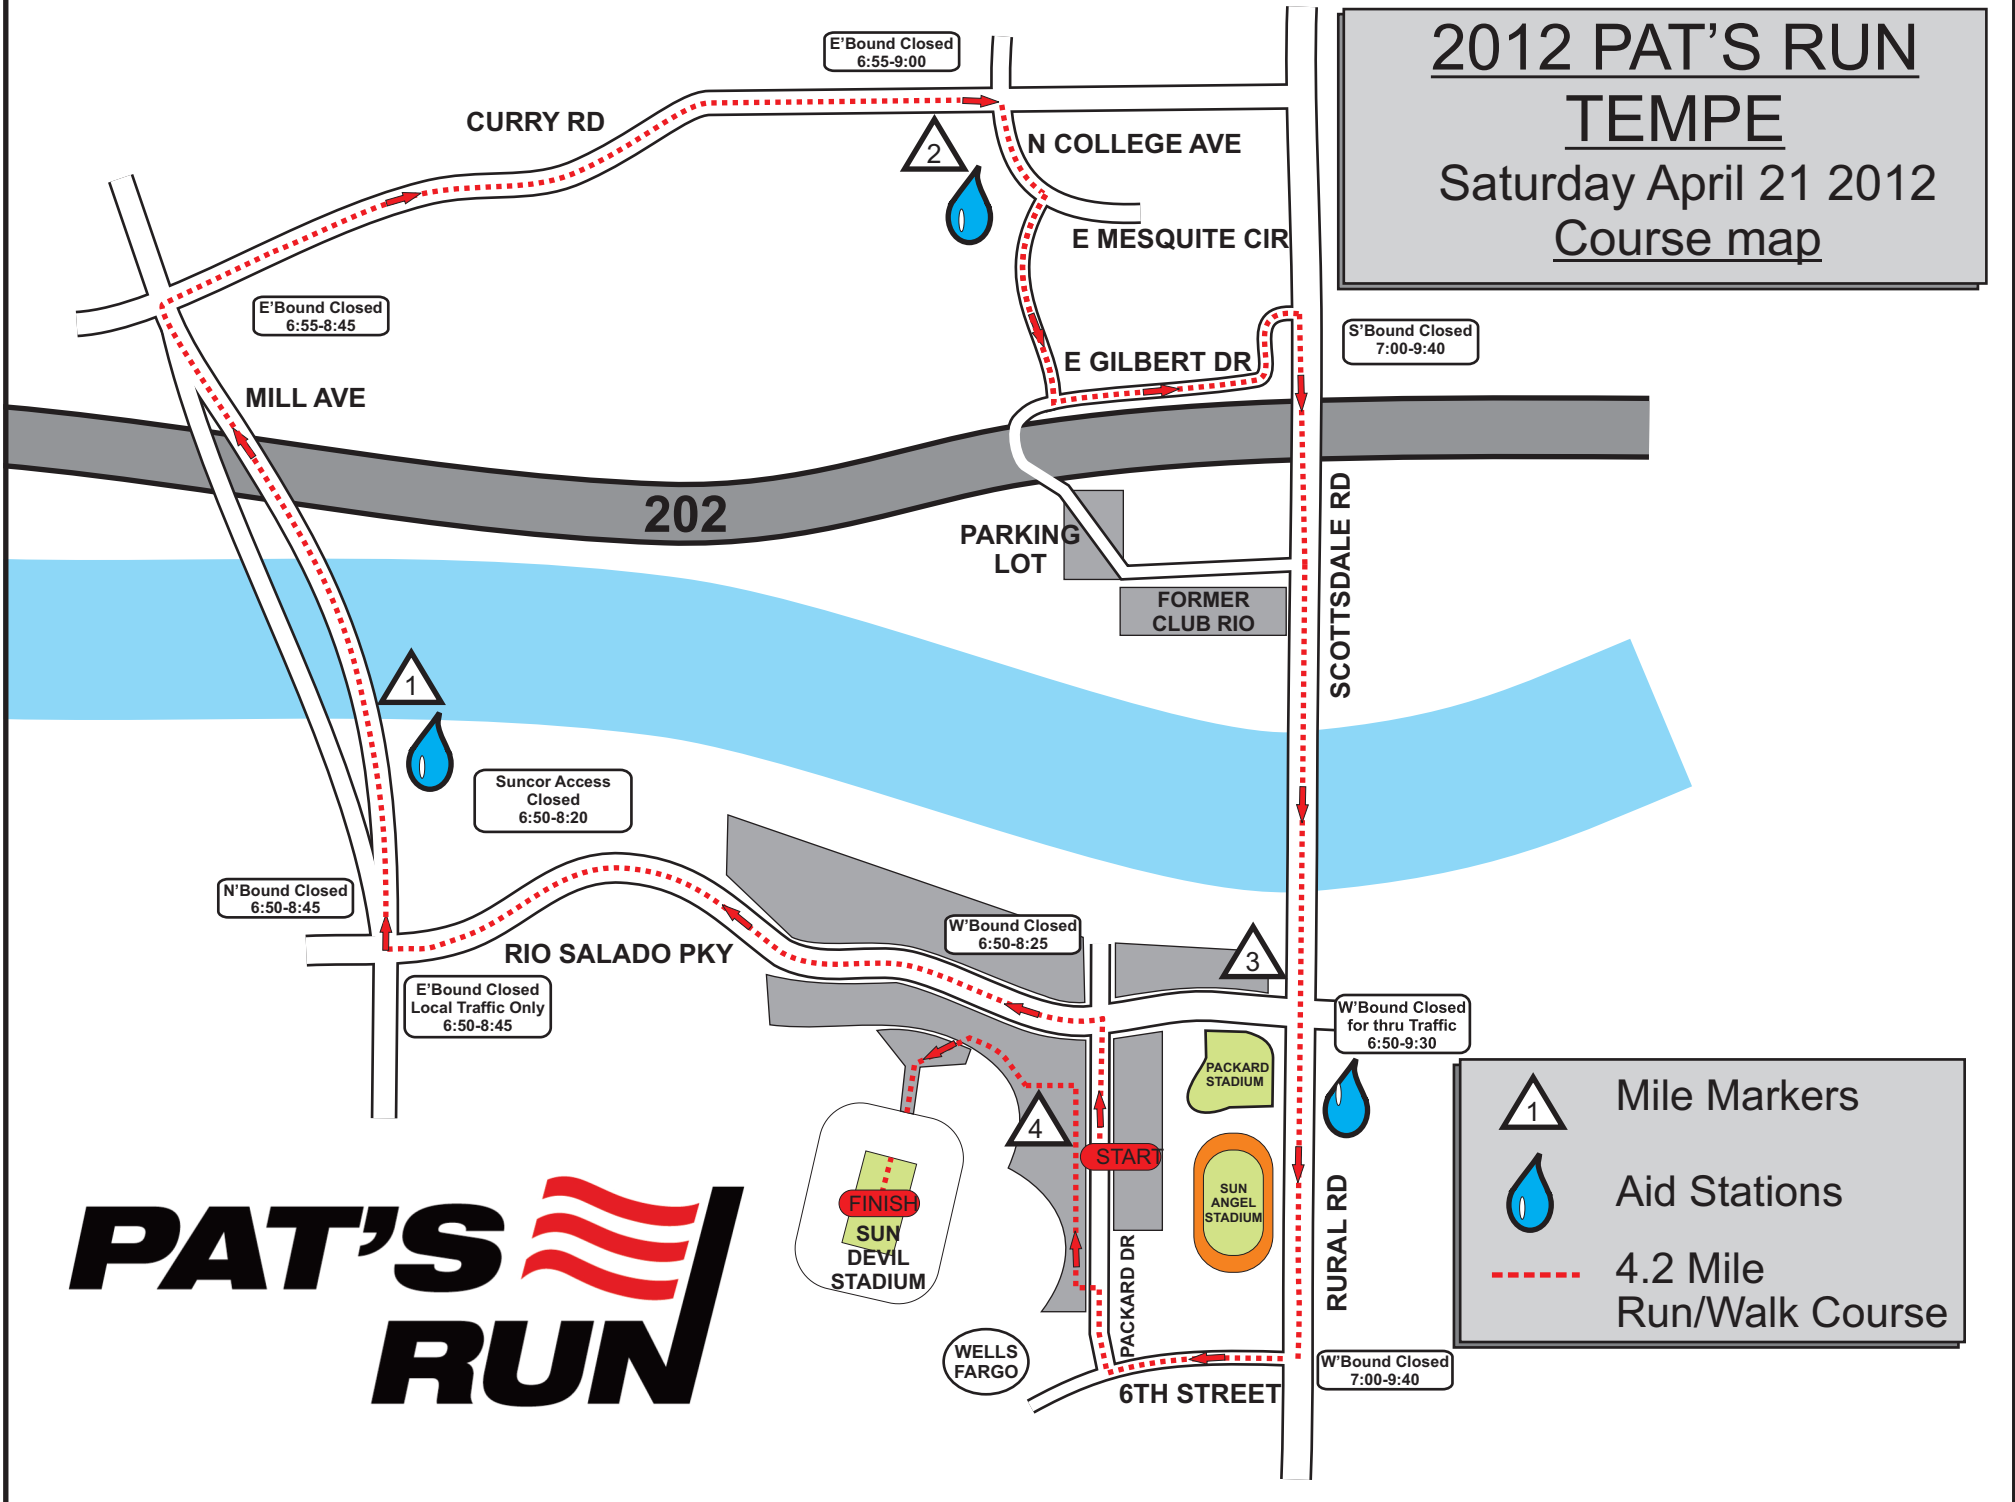 2012 PAT'S RUN
TEMPE
Saturday April 21 2012
Course map
E'Bound Closed
6:55-9:00
CURRY RD
2
N COLLEGE AVE
E MESQUITE CIR
E'Bound Closed
6:55-8:45
S'Bound Closed
7:00-9:40
E GILBERT DR
MILL AVE
202
PARKING
LOT
SCOTTSDALE RD
FORMER
CLUB RIO
1
Suncor Access
Closed
6:50-8:20
N'Bound Closed
6:50-8:45
W'Bound Closed
6:50-8:25
RIO SALADO PKY
3
E'Bound Closed
Local Traffic Only
6:50-8:45
W'Bound Closed
for thru Traffic
6:50-9:30
PACKARD
STADIUM
4
START
SUN
ANGEL
STADIUM
FINISH
SUN
DEVIL
STADIUM
PACKARD DR
RURAL RD
WELLS
FARGO
W'Bound Closed
7:00-9:40
6TH STREET
1
Mile Markers
Aid Stations
4.2 Mile
Run/Walk Course
PAT'S
RUN